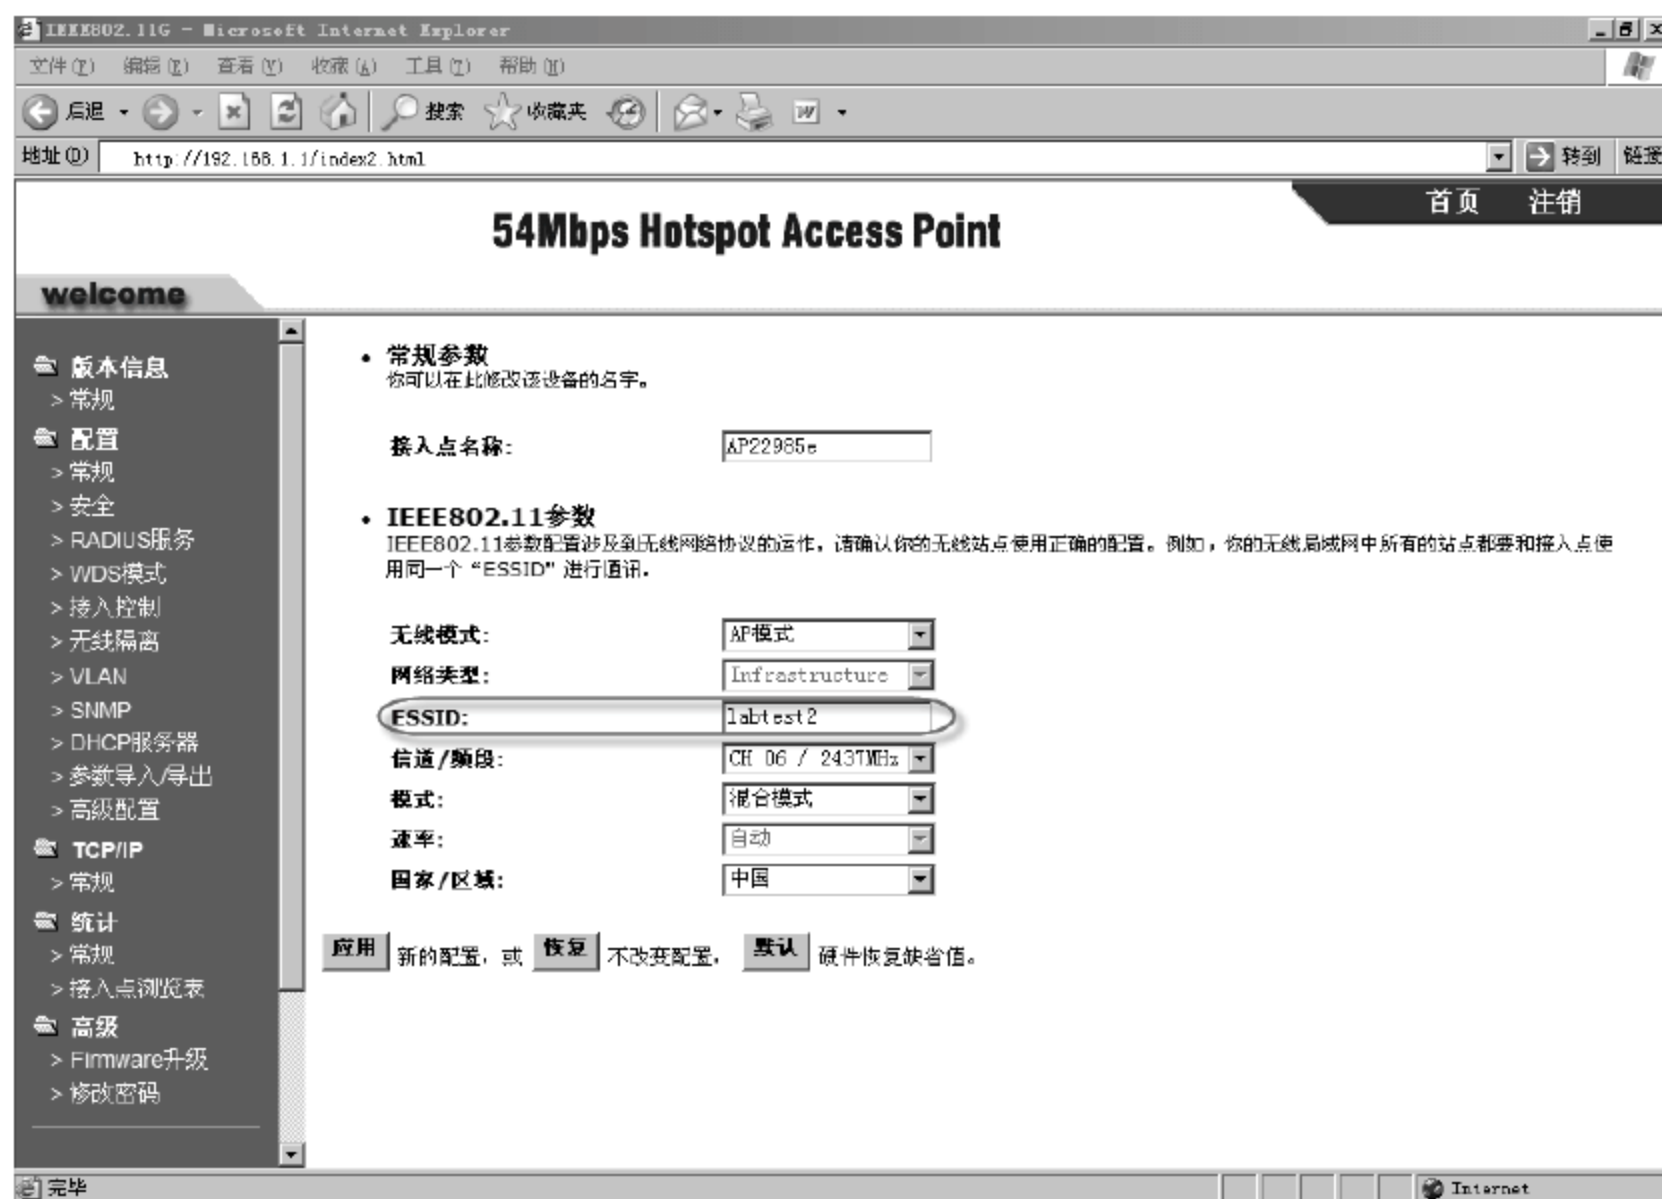 IEEE802.11G - Microsoft Internet Explorer
文件(F) 编辑(E) 查看(V) 收藏(A) 工具(T) 帮助(H)
后退 搜索 收藏夹
地址(D) http://192.168.1.1/index2.html 转到 链接
首页 注销
54Mbps Hotspot Access Point
welcome
版本信息
> 常规
配置
> 常规
> 安全
> RADIUS服务
> WDS模式
> 接入控制
> 无线隔离
> VLAN
> SNMP
> DHCP服务器
> 参数导入/导出
> 高级配置
TCP/IP
> 常规
统计
> 常规
> 接入点浏览表
高级
> Firmware升级
> 修改密码
• 常规参数
你可以在此修改该设备的名字。
接入点名称: AP22985e
• IEEE802.11参数
IEEE802.11参数配置涉及到无线网络协议的运作，请确认你的无线站点使用正确的配置。例如，你的无线局域网中所有的站点都要和接入点使
用同一个“ESSID”进行通讯.
无线模式: AP模式
网络类型: Infrastructure
ESSID: labtest2
信道/频段: CH 06 / 2437MHz
模式: 混合模式
速率: 自动
国家/区域: 中国
应用 新的配置，或 恢复 不改变配置， 默认 硬件恢复缺省值。
完毕 Internet